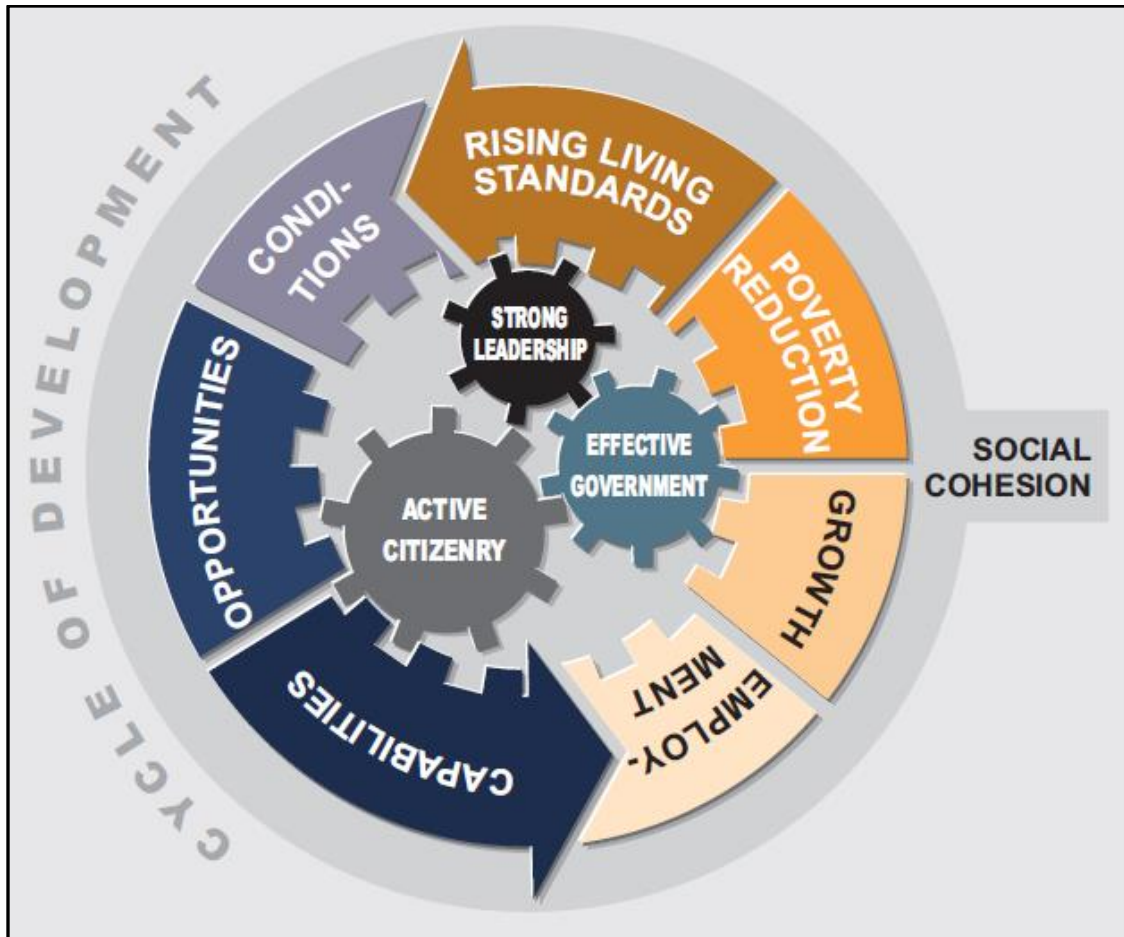 CYCLE OF DEVELOPMENT
RISING LIVING
STANDARDS
POVERTY
REDUCTION
GROWTH
EMPLOY-
MENT
CAPABILITIES
OPPORTUNITIES
CONDI-
TIONS
STRONG
LEADERSHIP
EFFECTIVE
GOVERNMENT
ACTIVE
CITIZENRY
SOCIAL
COHESION